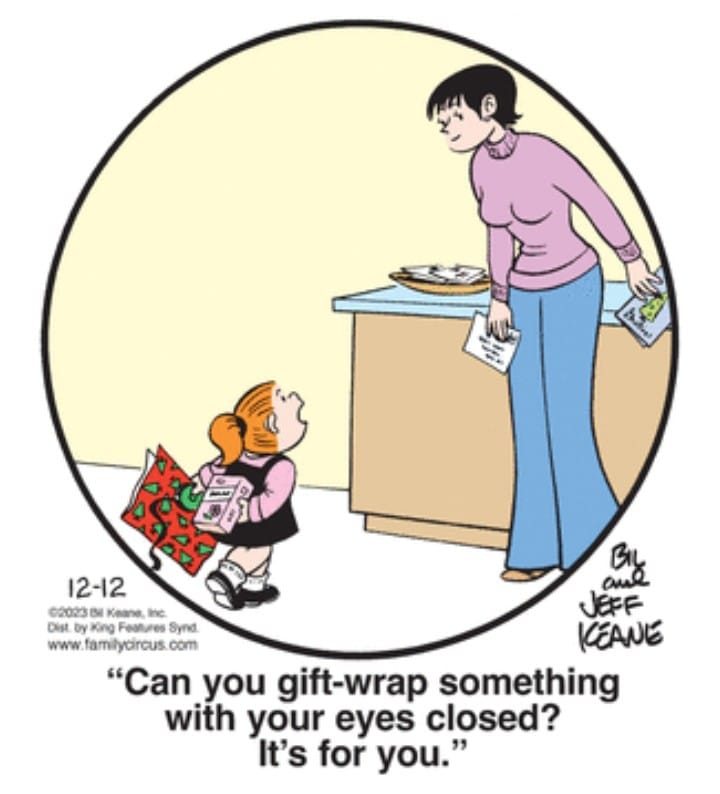 12-12
©2023 Bil Keane, Inc.
Dist. by King Features Synd.
www.familycircus.com
BIL
and
JEFF
KEANE
“Can you gift-wrap something
with your eyes closed?
It’s for you.”